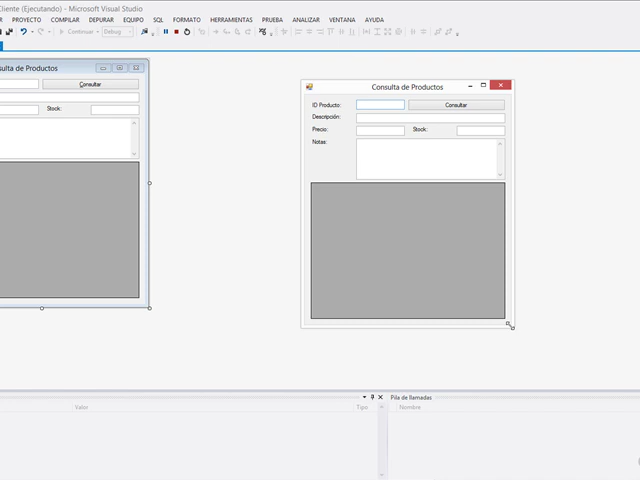 Cliente (Ejecutando) - Microsoft Visual Studio
PROYECTO COMPILAR DEPURAR EQUIPO SQL FORMATO HERRAMIENTAS PRUEBA ANALIZAR VENTANA AYUDA
Continuar Debug
sulta de Productos
Consultar
Stock:
Consulta de Productos
ID Producto: Consultar
Descripción:
Precio: Stock:
Notas:
Pila de llamadas
Valor Tipo Nombre